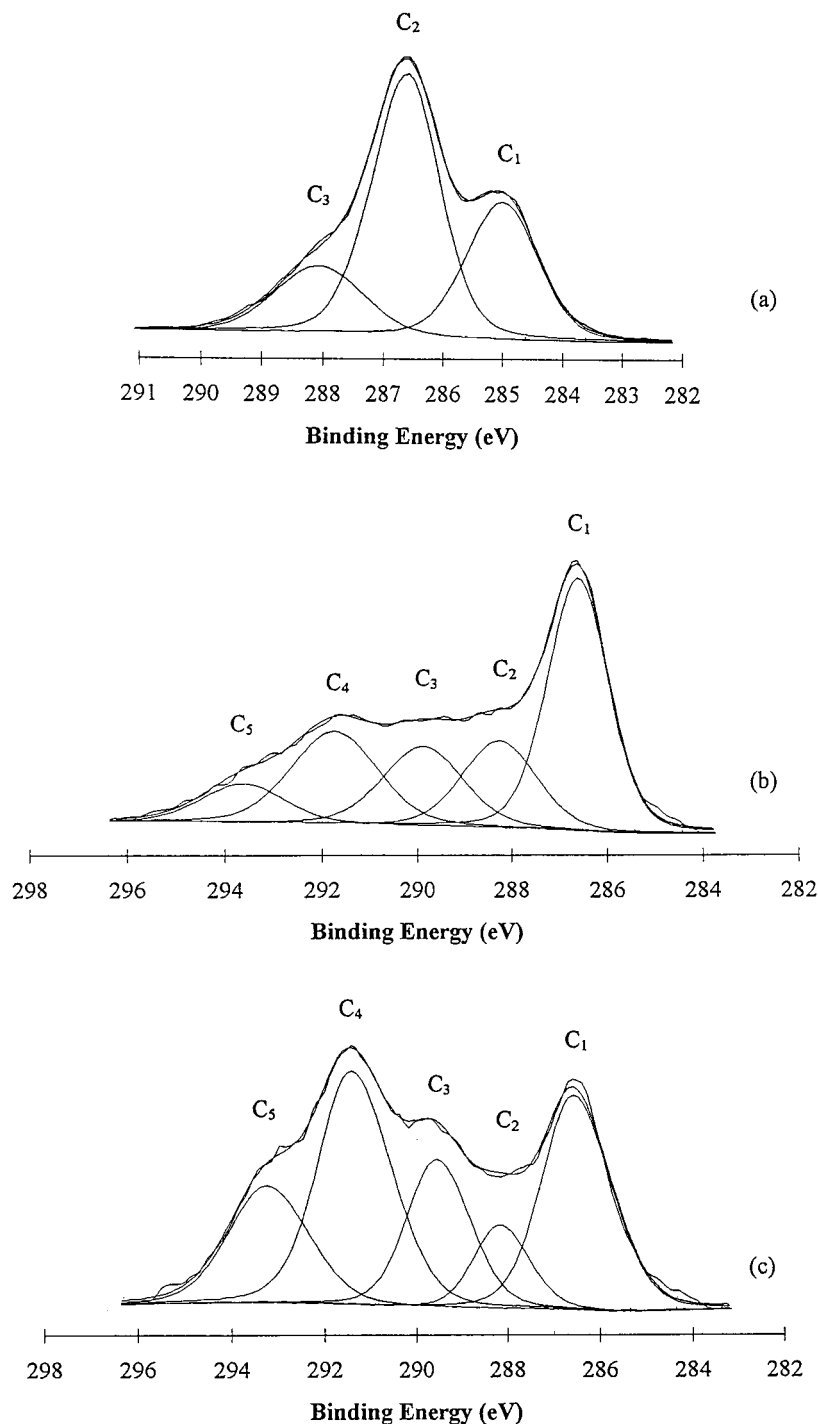 C₂
C₁
C₃
(a)
291 290 289 288 287 286 285 284 283 282
Binding Energy (eV)
C₁
C₂
C₃
C₄
C₅
(b)
298 296 294 292 290 288 286 284 282
Binding Energy (eV)
C₄
C₁
C₃
C₅
C₂
(c)
298 296 294 292 290 288 286 284 282
Binding Energy (eV)